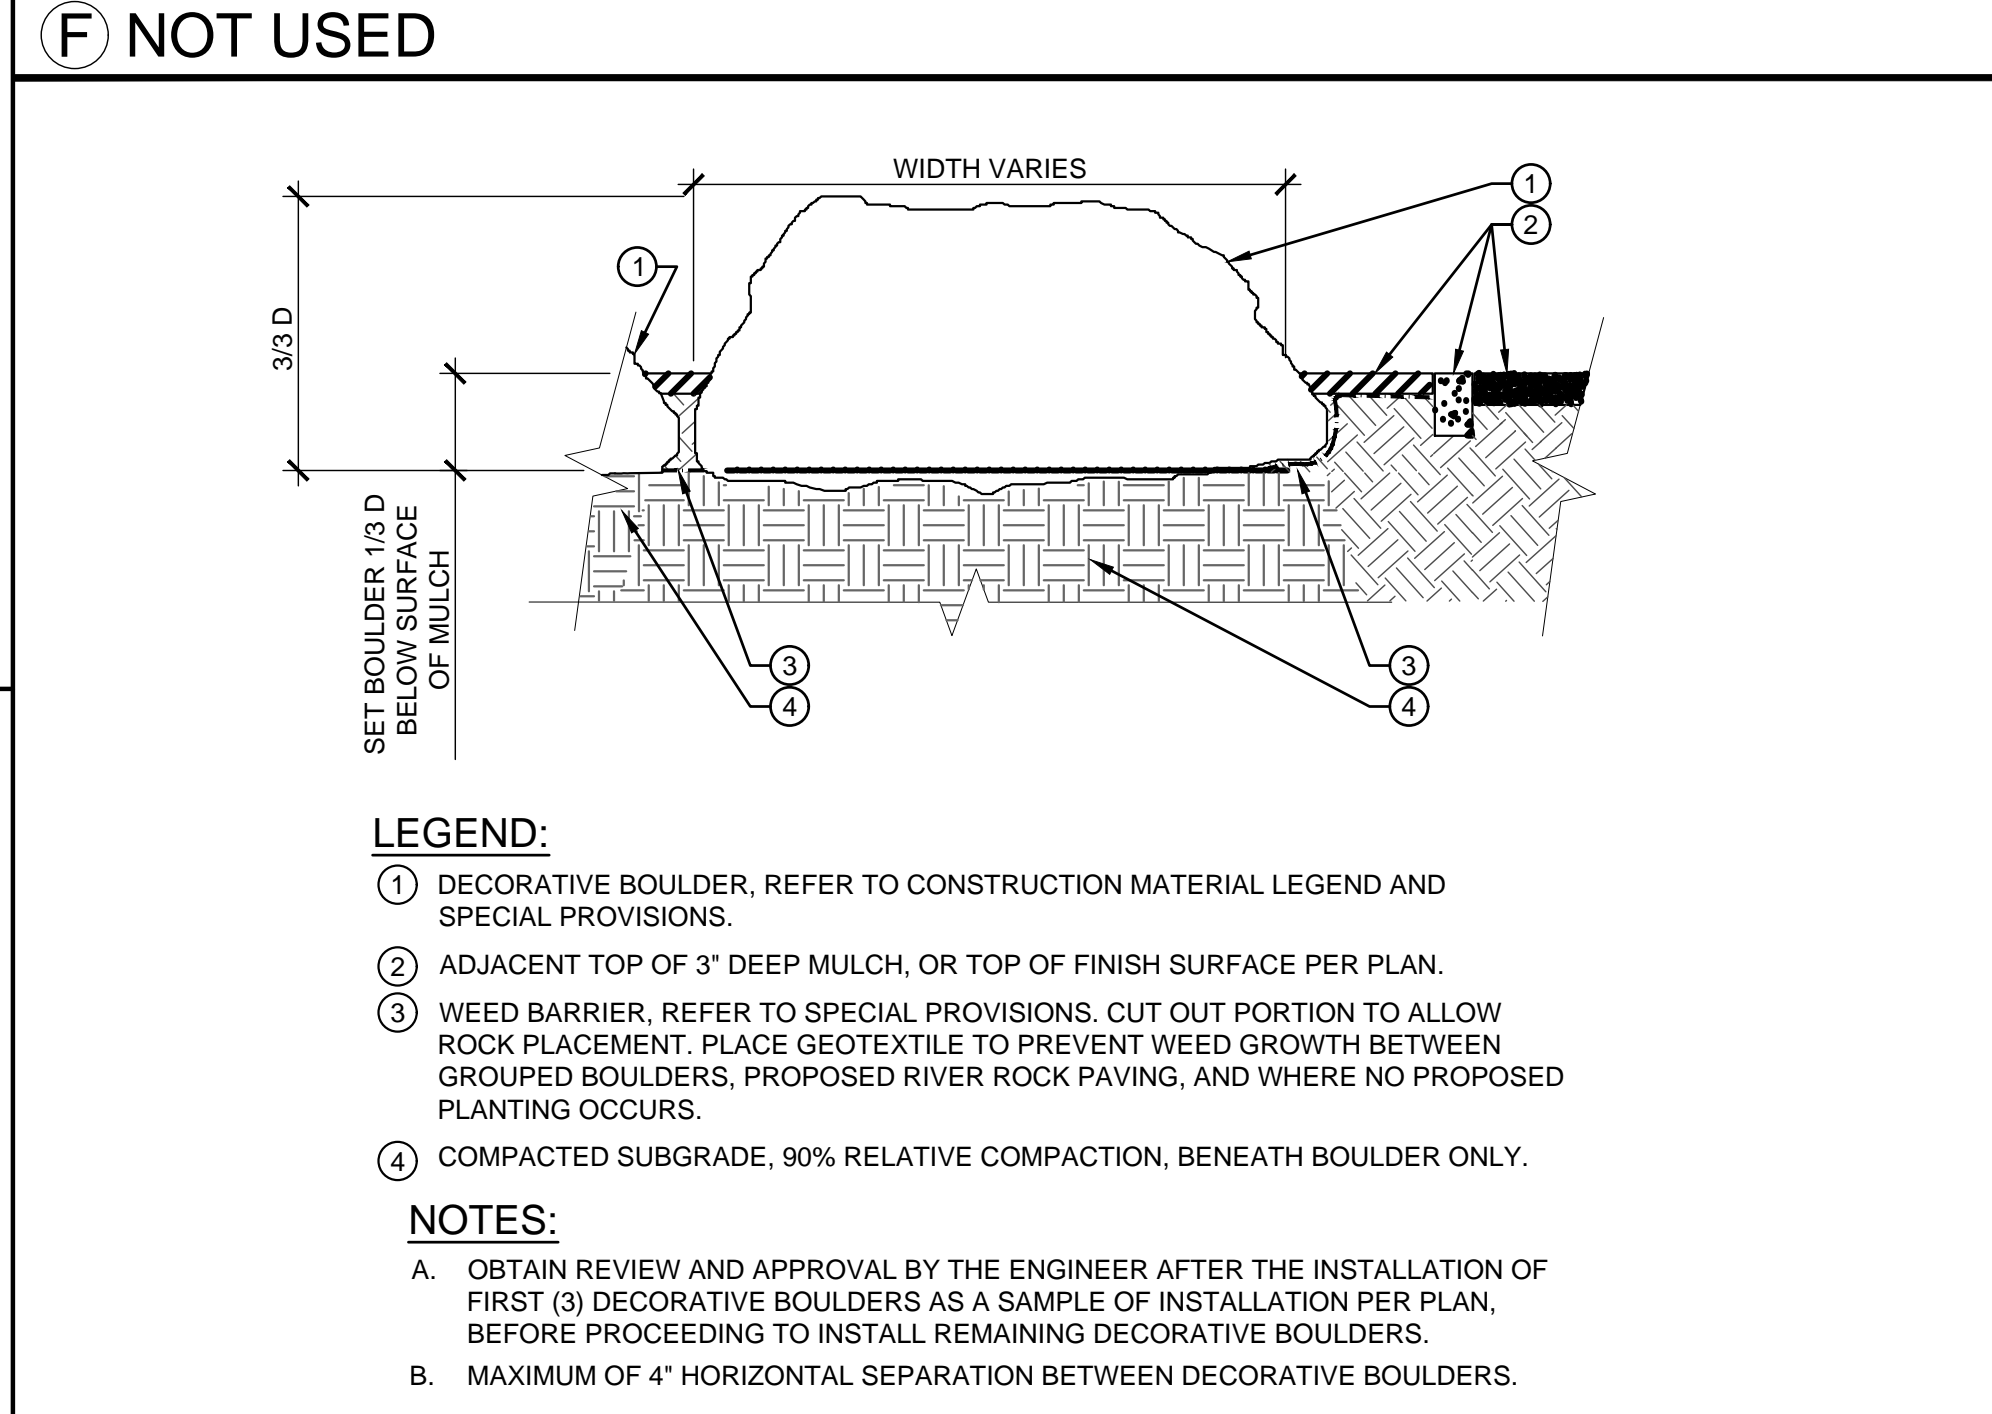 F NOT USED
WIDTH VARIES
1
2
1
3/3 D
SET BOULDER 1/3 D
BELOW SURFACE
OF MULCH
3
4
3
4
LEGEND:
1 DECORATIVE BOULDER, REFER TO CONSTRUCTION MATERIAL LEGEND AND
SPECIAL PROVISIONS.
2 ADJACENT TOP OF 3" DEEP MULCH, OR TOP OF FINISH SURFACE PER PLAN.
3 WEED BARRIER, REFER TO SPECIAL PROVISIONS. CUT OUT PORTION TO ALLOW
ROCK PLACEMENT. PLACE GEOTEXTILE TO PREVENT WEED GROWTH BETWEEN
GROUPED BOULDERS, PROPOSED RIVER ROCK PAVING, AND WHERE NO PROPOSED
PLANTING OCCURS.
4 COMPACTED SUBGRADE, 90% RELATIVE COMPACTION, BENEATH BOULDER ONLY.
NOTES:
A. OBTAIN REVIEW AND APPROVAL BY THE ENGINEER AFTER THE INSTALLATION OF
FIRST (3) DECORATIVE BOULDERS AS A SAMPLE OF INSTALLATION PER PLAN,
BEFORE PROCEEDING TO INSTALL REMAINING DECORATIVE BOULDERS.
B. MAXIMUM OF 4" HORIZONTAL SEPARATION BETWEEN DECORATIVE BOULDERS.